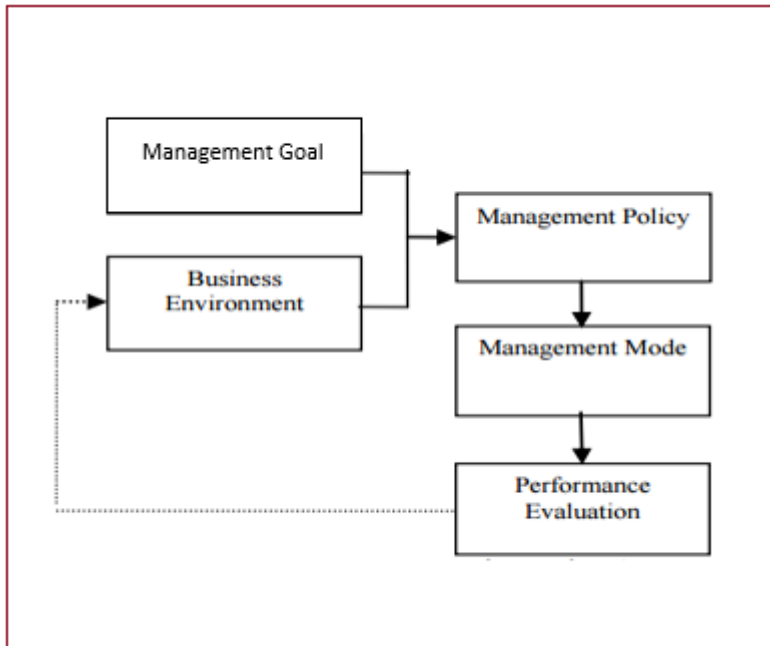 Management Goal
Business
Environment
Management Policy
Management Mode
Performance
Evaluation